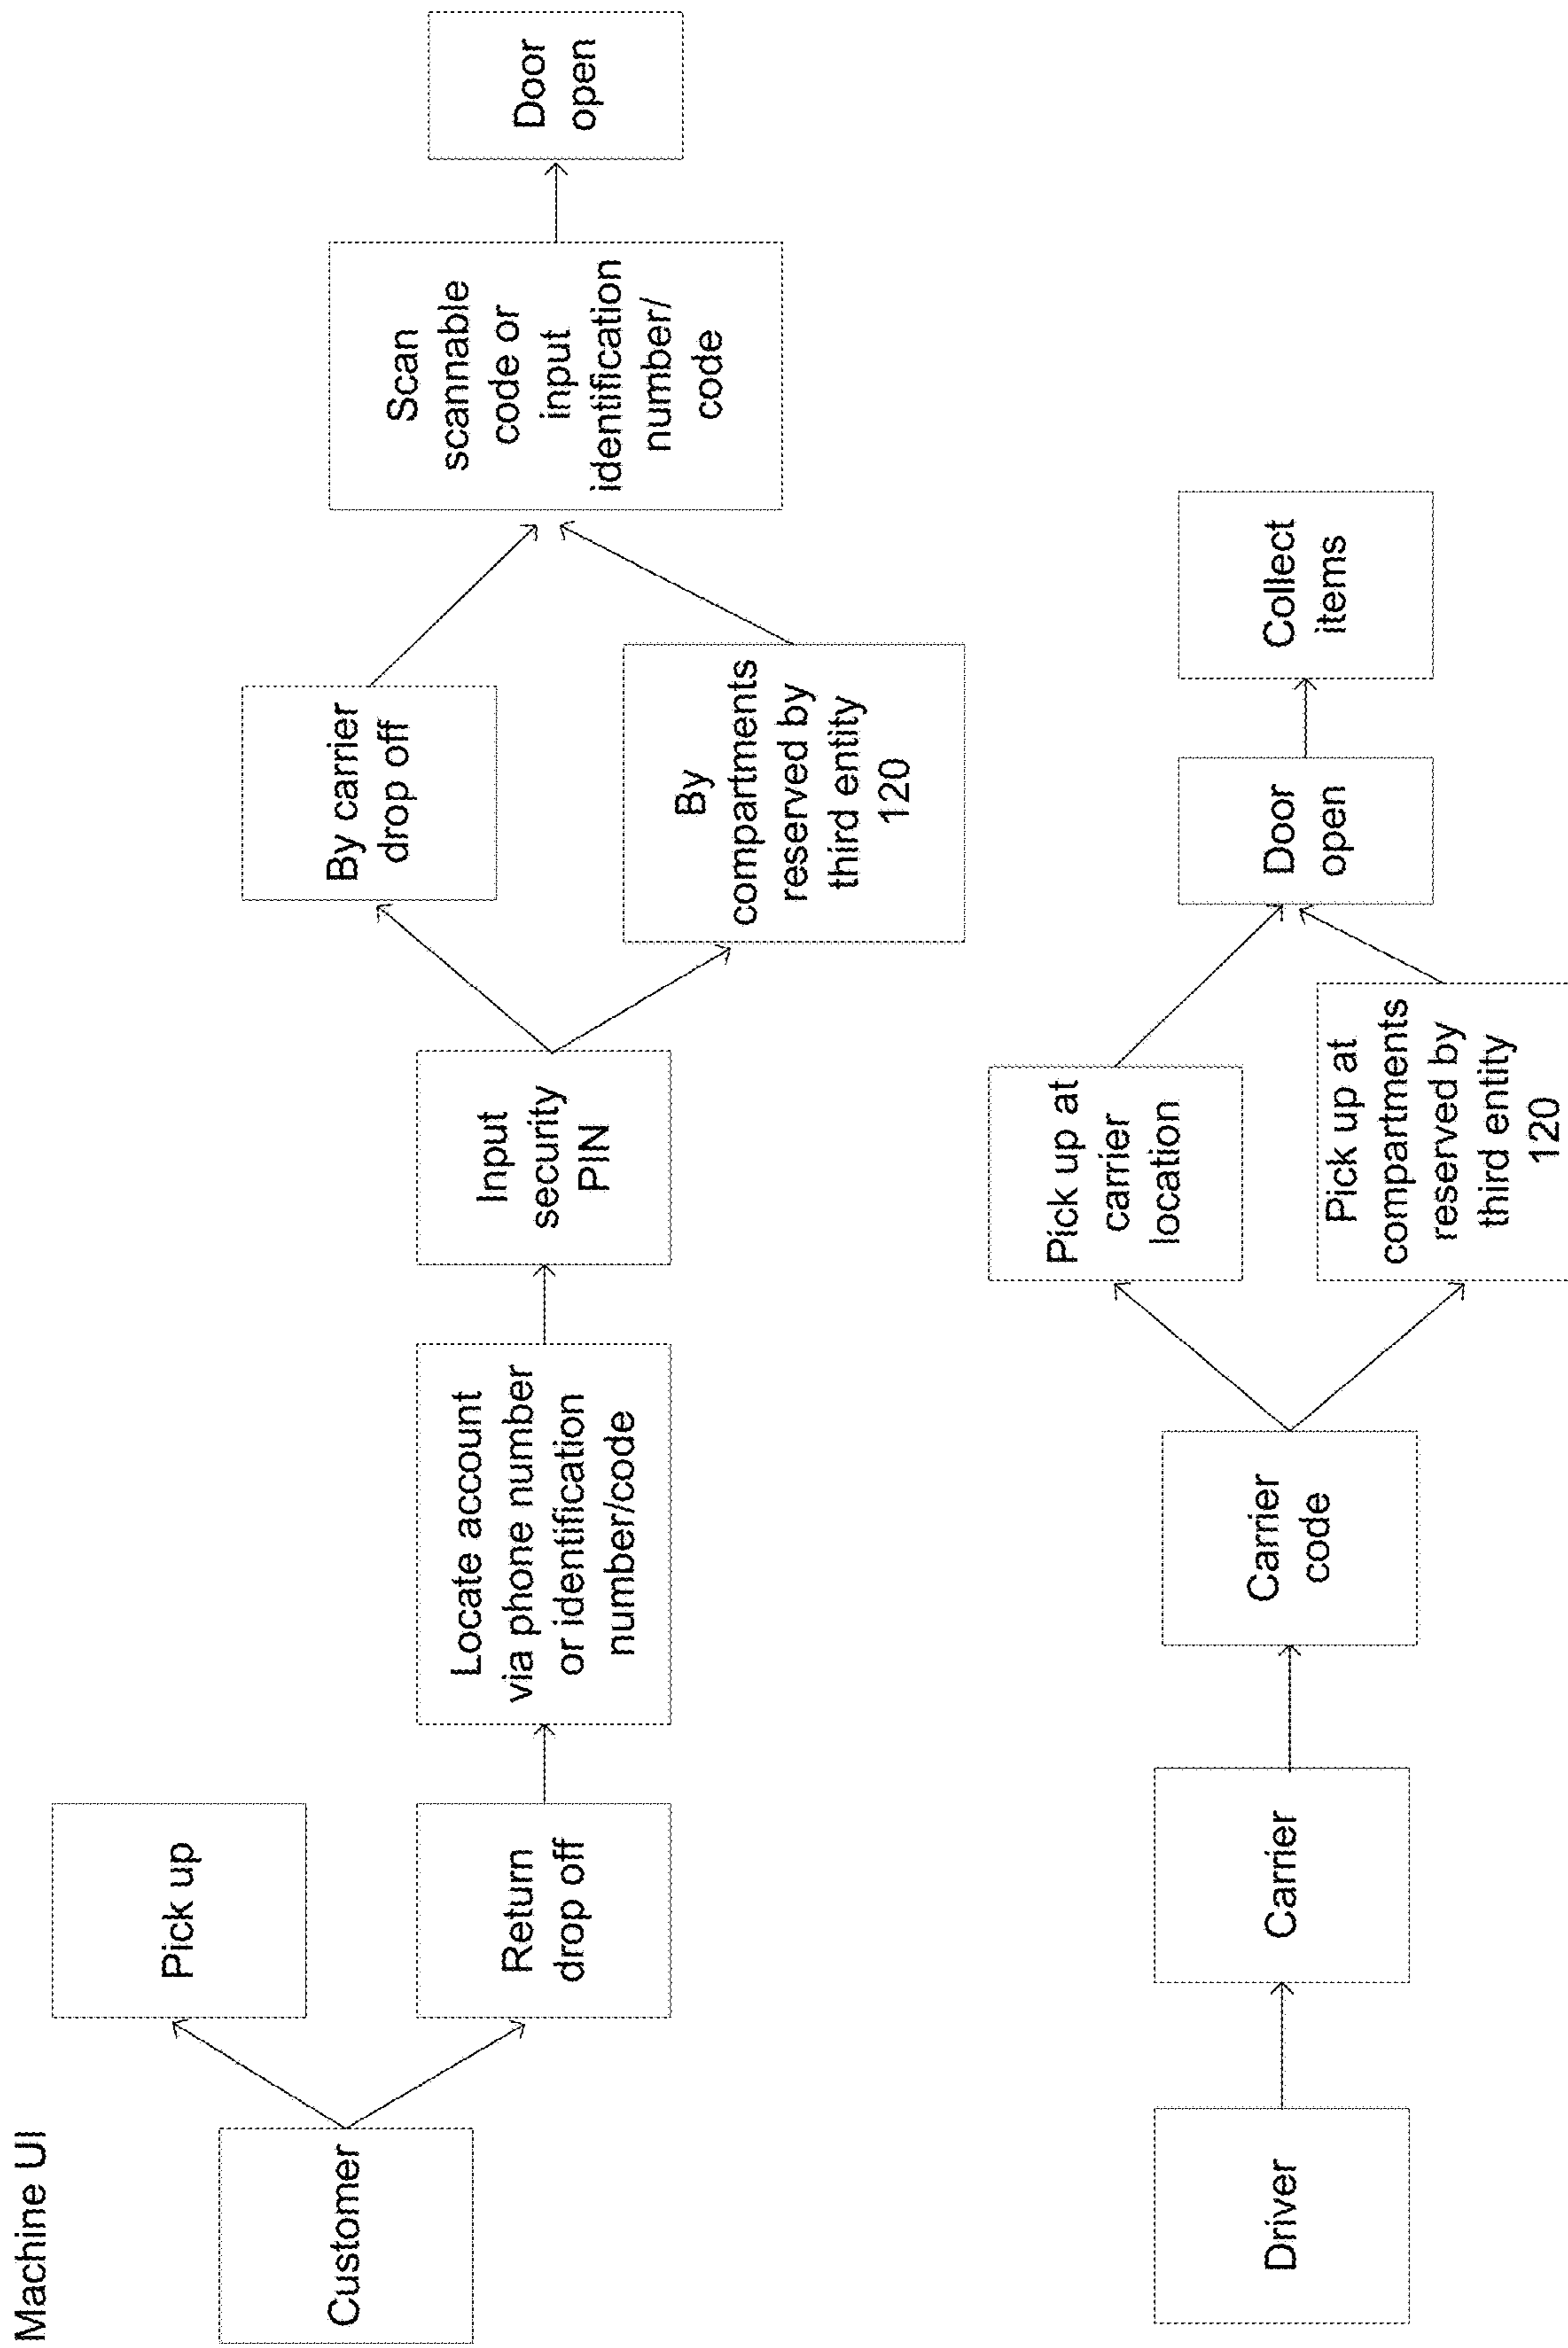 Machine UI
Customer
Pick up
Return
drop off
Locate account
via phone number
or identification
number/code
Input
security
PIN
By carrier
drop off
By
compartments
reserved by
third entity
120
Scan
scannable
code or
input
identification
number/
code
Door
open
Driver
Carrier
Carrier
code
Pick up at
carrier
location
Pick up at
compartments
reserved by
third entity
120
Door
open
Collect
items